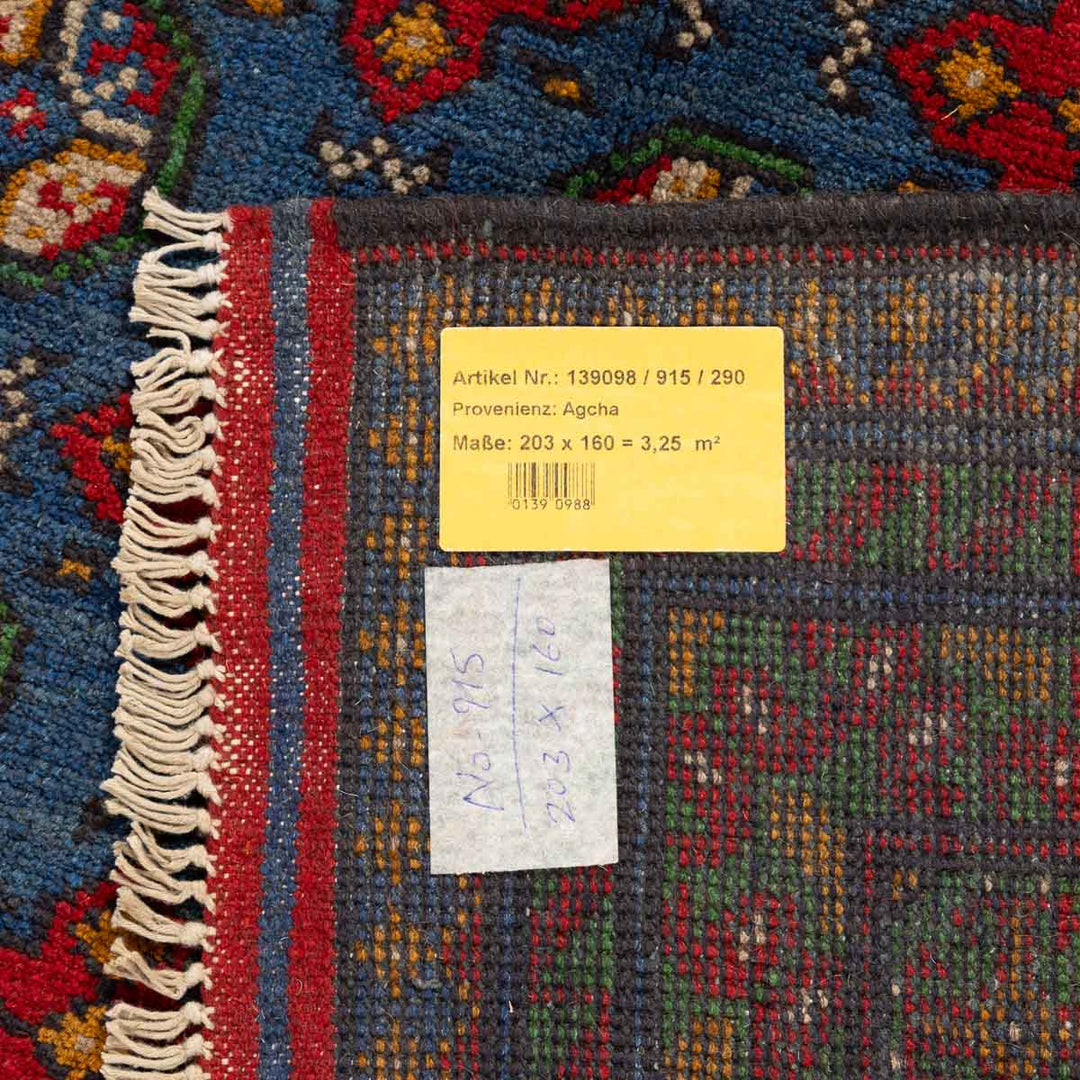 Artikel Nr.: 139098 / 915 / 290
Provenienz: Agcha
Maße: 203 x 160 = 3,25 m²
0139 0988
No-915
203 X 160